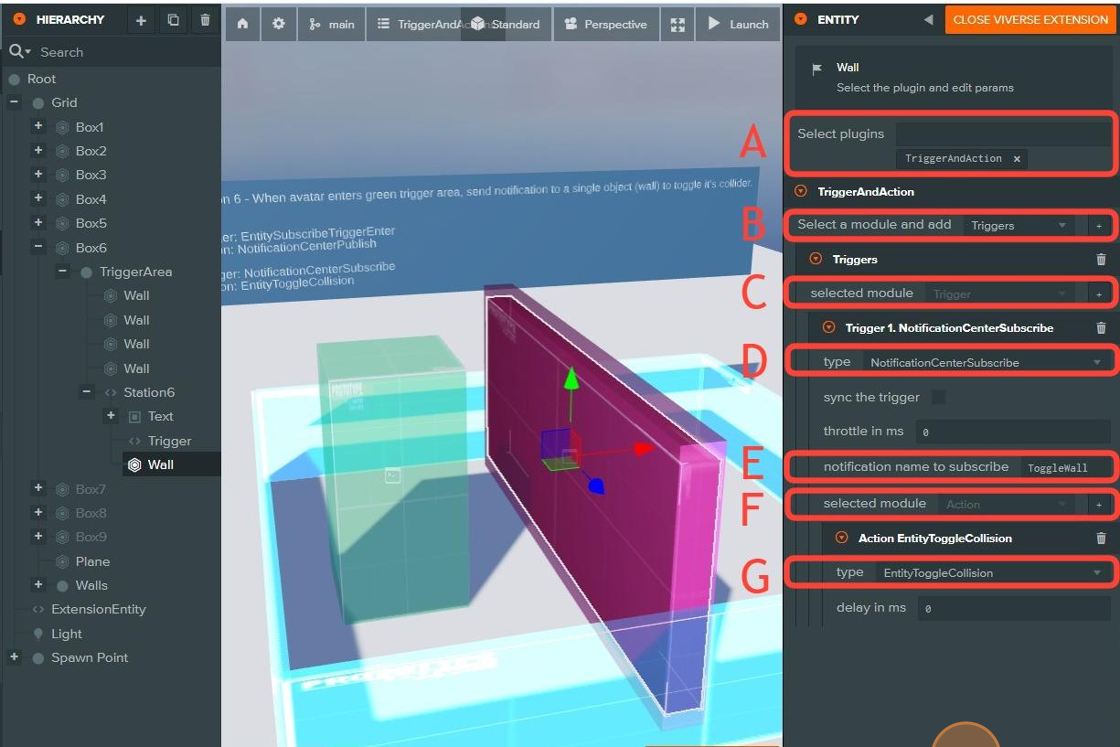 HIERARCHY
Search
Root
Grid
Box1
Box2
Box3
Box4
Box5
Box6
TriggerArea
Wall
Wall
Wall
Wall
Station6
Text
Trigger
Wall
Box7
Box8
Box9
Plane
Walls
ExtensionEntity
Light
Spawn Point
main
TriggerAndAc
Standard
Perspective
Launch
n 6 - When avatar enters green trigger area, send notification to a single object (wall) to toggle it's collider.
er: EntitySubscribeTriggerEnter
n: NotificationCenterPublish
ger: NotificationCenterSubscribe
on: EntityToggleCollision
PROTOTYPE
A
B
C
D
E
F
G
ENTITY
CLOSE VIVERSE EXTENSION
Wall
Select the plugin and edit params
Select plugins
TriggerAndAction ×
TriggerAndAction
Select a module and add Triggers +
Triggers
selected module Trigger +
Trigger 1. NotificationCenterSubscribe
type NotificationCenterSubscribe
sync the trigger
throttle in ms 0
notification name to subscribe ToggleWall
selected module Action +
Action EntityToggleCollision
type EntityToggleCollision
delay in ms 0